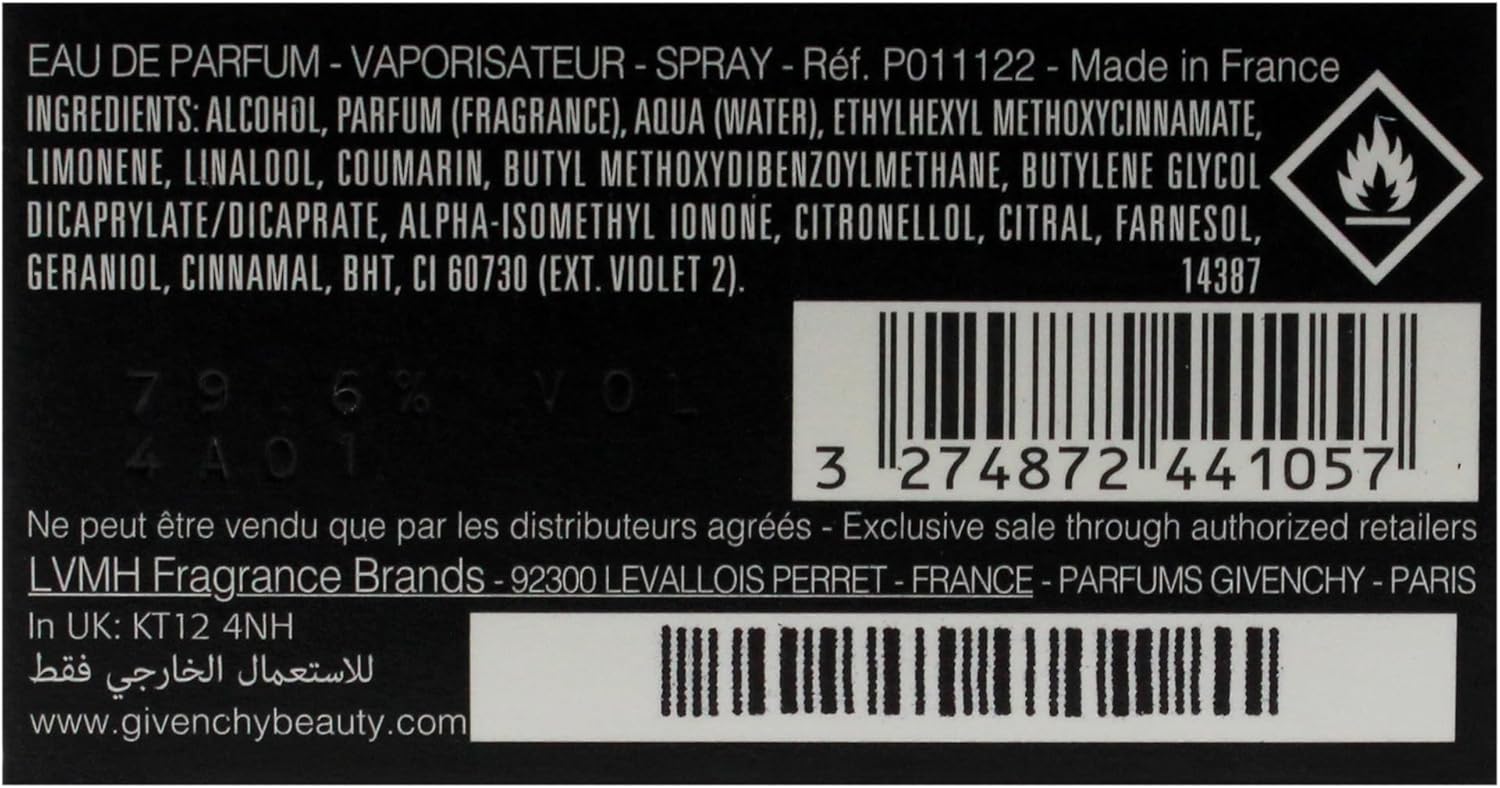 EAU DE PARFUM - VAPORISATEUR - SPRAY - Réf. P011122 - Made in France
INGREDIENTS: ALCOHOL, PARFUM (FRAGRANCE), AQUA (WATER), ETHYLHEXYL METHOXYCINNAMATE,
LIMONENE, LINALOOL, COUMARIN, BUTYL METHOXYDIBENZOYLMETHANE, BUTYLENE GLYCOL
DICAPRYLATE/DICAPRATE, ALPHA-ISOMETHYL IONONE, CITRONELLOL, CITRAL, FARNESOL,
GERANIOL, CINNAMAL, BHT, CI 60730 (EXT. VIOLET 2). 14387
79.6% VOL
4A01
3 274872 441057
Ne peut être vendu que par les distributeurs agréés - Exclusive sale through authorized retailers
LVMH Fragrance Brands - 92300 LEVALLOIS PERRET - FRANCE - PARFUMS GIVENCHY - PARIS
In UK: KT12 4NH
للاستعمال الخارجي فقط
www.givenchybeauty.com